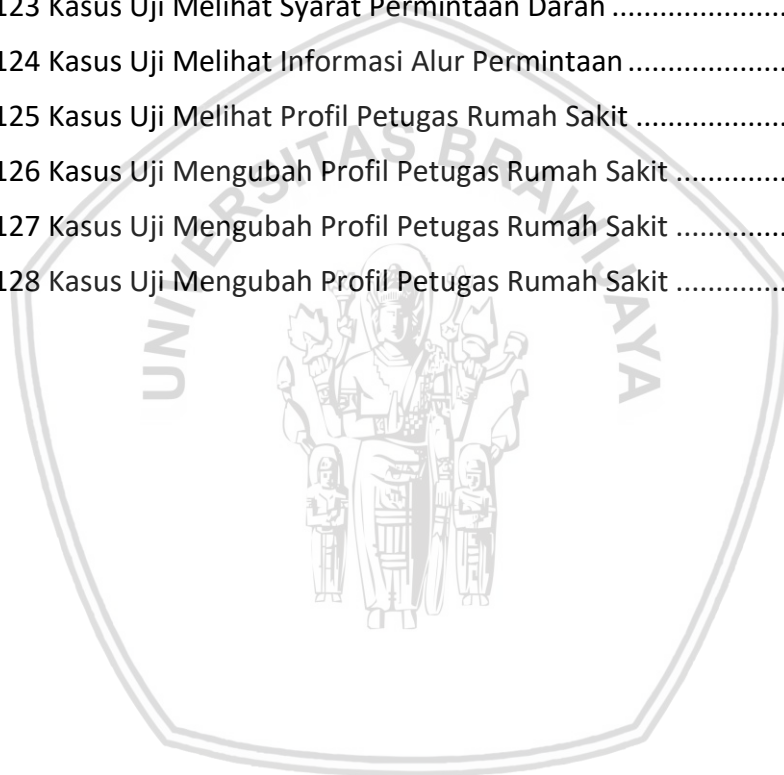 123 Kasus Uji Melihat Syarat Permintaan Darah ....................
124 Kasus Uji Melihat Informasi Alur Permintaan ....................
125 Kasus Uji Melihat Profil Petugas Rumah Sakit ...................
126 Kasus Uji Mengubah Profil Petugas Rumah Sakit ..............
127 Kasus Uji Mengubah Profil Petugas Rumah Sakit ..............
128 Kasus Uji Mengubah Profil Petugas Rumah Sakit ..............
UNIVERSITAS BRAWIJAYA